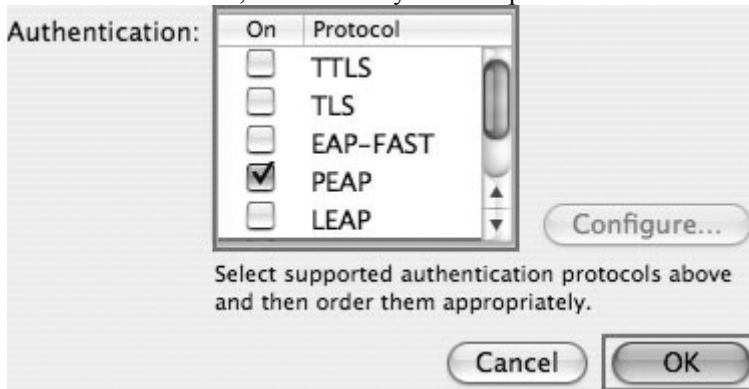 Authentication:
On Protocol
TTLS
TLS
EAP-FAST
PEAP
LEAP
Configure...
Select supported authentication protocols above
and then order them appropriately.
Cancel OK